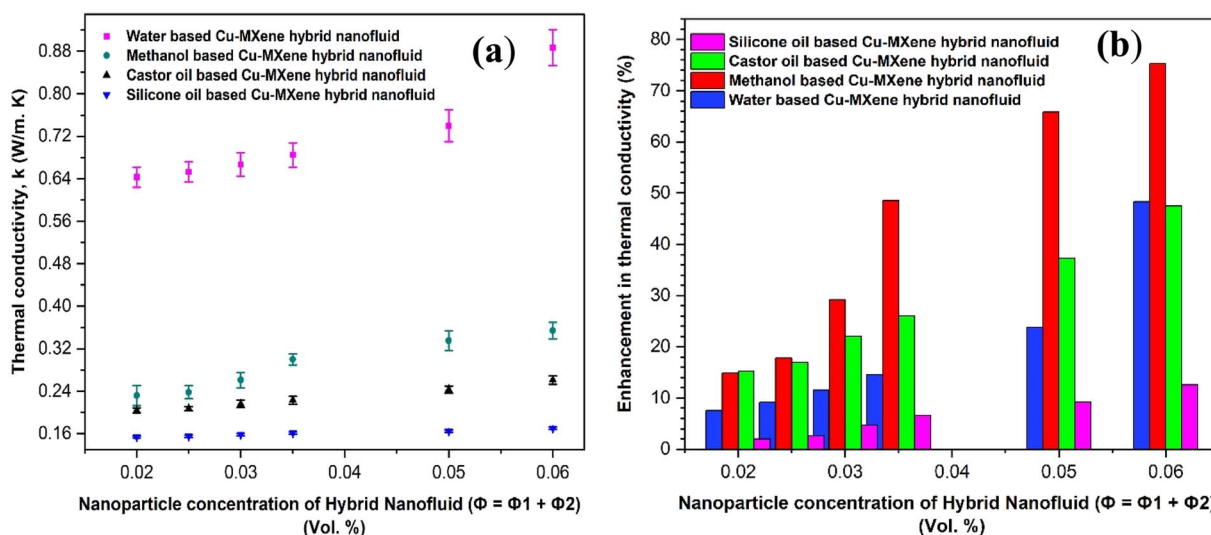 (a)
Water based Cu-MXene hybrid nanofluid
Methanol based Cu-MXene hybrid nanofluid
Castor oil based Cu-MXene hybrid nanofluid
Silicone oil based Cu-MXene hybrid nanofluid
Thermal conductivity, k (W/m. K)
0.88
0.80
0.72
0.64
0.56
0.48
0.40
0.32
0.24
0.16
0.02
0.03
0.04
0.05
0.06
Nanoparticle concentration of Hybrid Nanofluid (Φ = Φ1 + Φ2)
(Vol. %)
(b)
Silicone oil based Cu-MXene hybrid nanofluid
Castor oil based Cu-MXene hybrid nanofluid
Methanol based Cu-MXene hybrid nanofluid
Water based Cu-MXene hybrid nanofluid
Enhancement in thermal conductivity (%)
80
70
60
50
40
30
20
10
0
0.02
0.03
0.04
0.05
0.06
Nanoparticle concentration of Hybrid Nanofluid (Φ = Φ1 + Φ2)
(Vol. %)